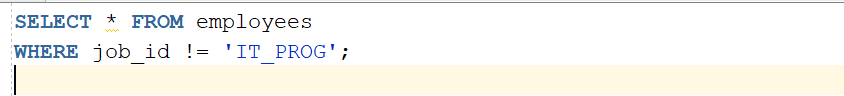 SELECT * FROM employees
WHERE job_id != 'IT_PROG';